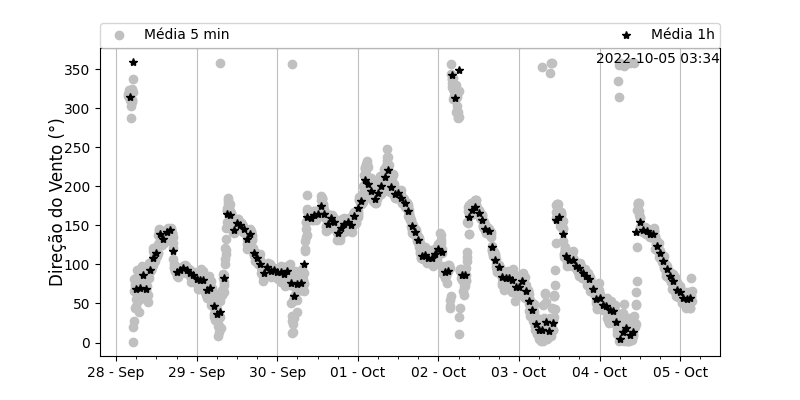 Média 5 min
Média 1h
2022-10-05 03:34
Direção do Vento (°)
350
300
250
200
150
100
50
0
28 - Sep
29 - Sep
30 - Sep
01 - Oct
02 - Oct
03 - Oct
04 - Oct
05 - Oct